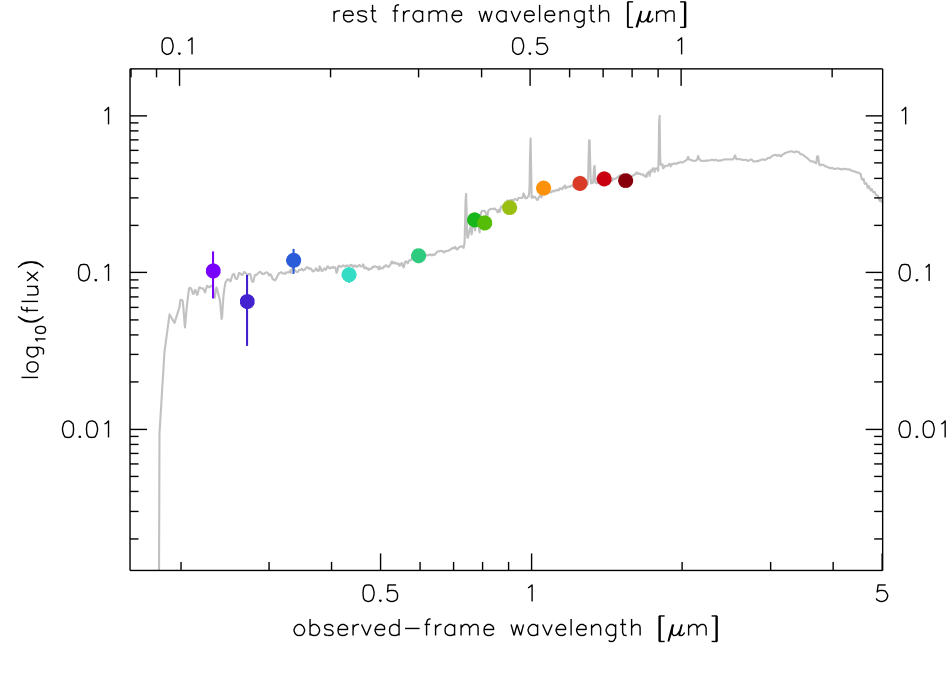 rest frame wavelength [μm]
0.1 0.5 1
1 1
0.1 0.1
0.01 0.01
log10(flux)
0.5 1 5
observed-frame wavelength [μm]